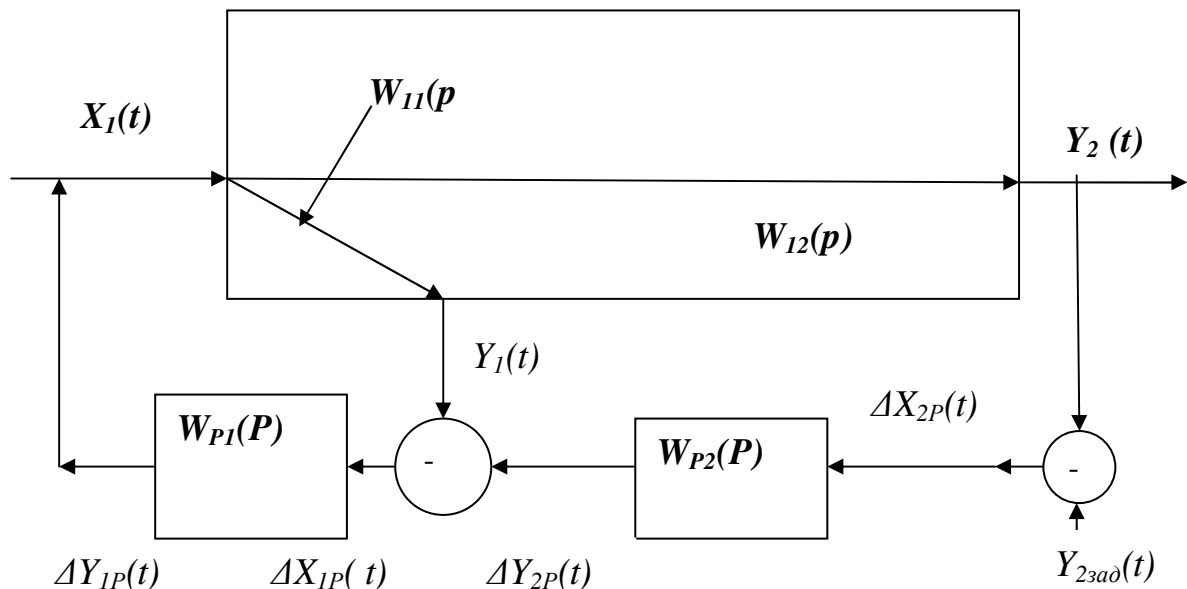 W11(p
X1(t)
Y2 (t)
W12(p)
Y1(t)
ΔX2P(t)
WP1(P)
-
WP2(P)
-
ΔY1P(t)
ΔX1P( t)
ΔY2P(t)
Y2зад(t)